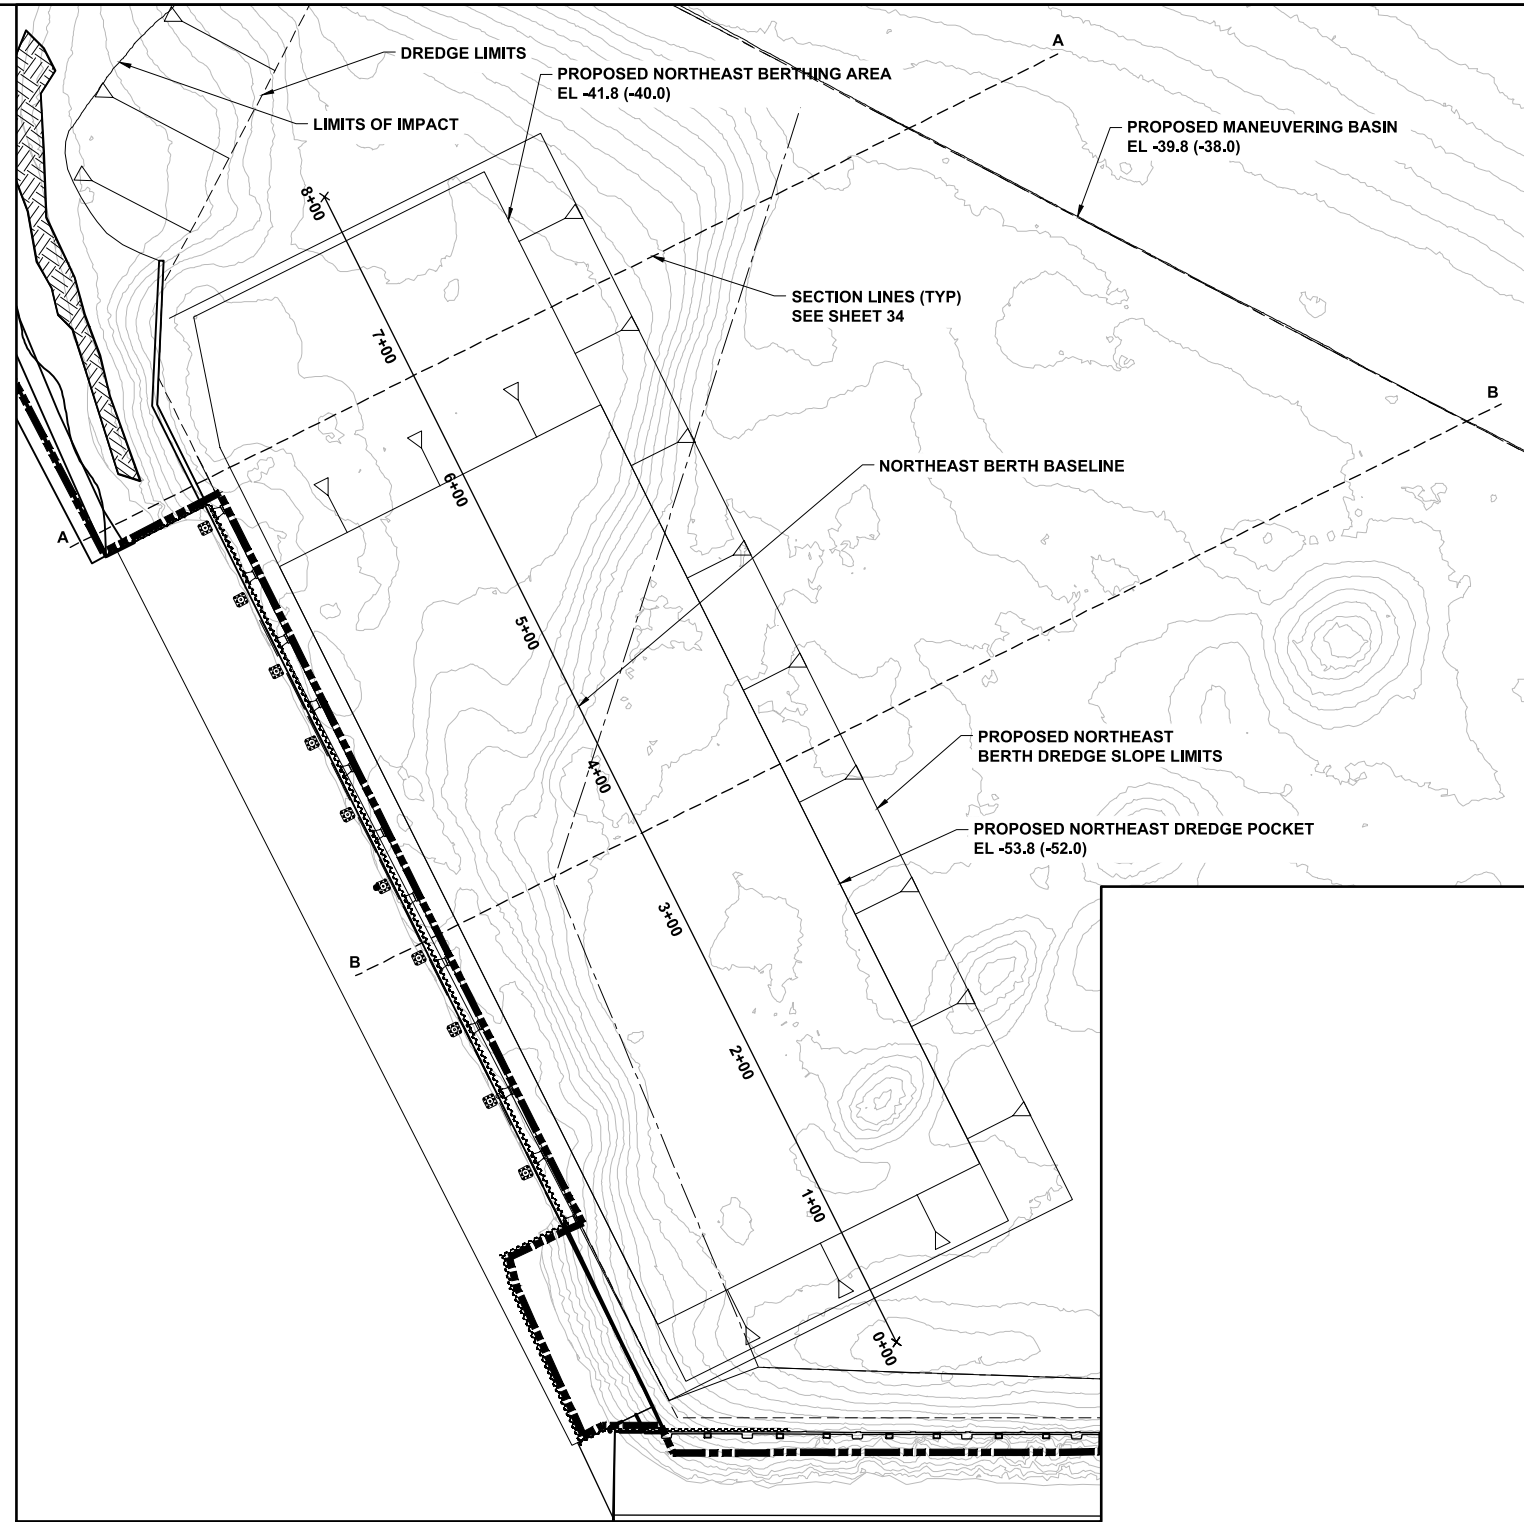 A
DREDGE LIMITS
PROPOSED NORTHEAST BERTHING AREA
EL -41.8 (-40.0)
LIMITS OF IMPACT
PROPOSED MANEUVERING BASIN
EL -39.8 (-38.0)
8+00
SECTION LINES (TYP)
SEE SHEET 34
7+00
B
NORTHEAST BERTH BASELINE
6+00
A
5+00
PROPOSED NORTHEAST
BERTH DREDGE SLOPE LIMITS
4+00
PROPOSED NORTHEAST DREDGE POCKET
EL -53.8 (-52.0)
3+00
B
2+00
1+00
0+00